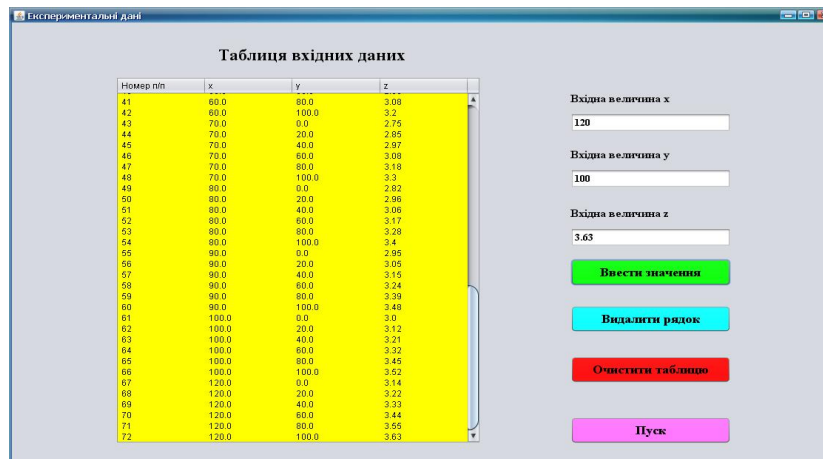 Експериментальні дані
Таблиця вхідних даних
Номер п/п x y z
41 60.0 80.0 3.08
42 60.0 100.0 3.2
43 70.0 0.0 2.75
44 70.0 20.0 2.85
45 70.0 40.0 2.97
46 70.0 60.0 3.08
47 70.0 80.0 3.18
48 70.0 100.0 3.3
49 80.0 0.0 2.82
50 80.0 20.0 2.96
51 80.0 40.0 3.06
52 80.0 60.0 3.17
53 80.0 80.0 3.28
54 80.0 100.0 3.4
55 90.0 0.0 2.95
56 90.0 20.0 3.05
57 90.0 40.0 3.15
58 90.0 60.0 3.24
59 90.0 80.0 3.39
60 90.0 100.0 3.48
61 100.0 0.0 3.0
62 100.0 20.0 3.12
63 100.0 40.0 3.21
64 100.0 60.0 3.32
65 100.0 80.0 3.45
66 100.0 100.0 3.52
67 120.0 0.0 3.14
68 120.0 20.0 3.22
69 120.0 40.0 3.33
70 120.0 60.0 3.44
71 120.0 80.0 3.55
72 120.0 100.0 3.63
Вхідна величина x
120
Вхідна величина y
100
Вхідна величина z
3.63
Ввести значення
Видалити рядок
Очистити таблицю
Пуск